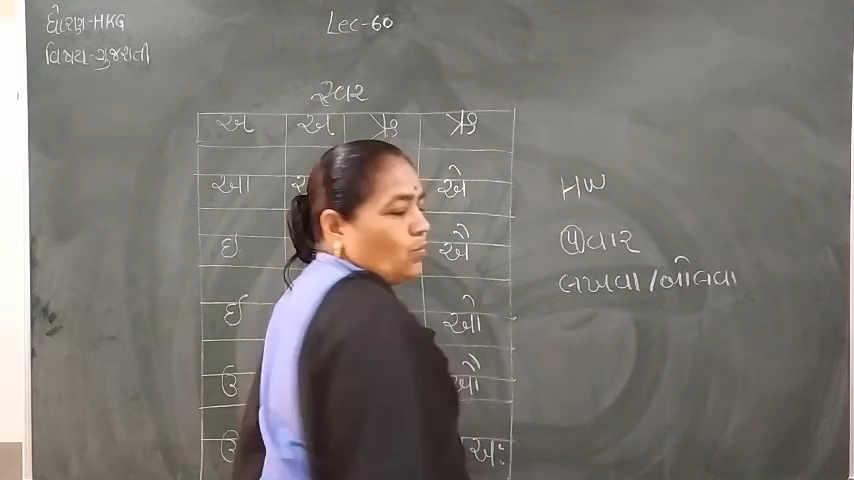 ધોરણ-HKG
Lec-60
વિષય-ગુજરાતી
સ્વર
અ અ ઋ ઋ
આ એ
HW
ઇ ઐ
૫ વાર
લખવા/બોલવા
ઈ ઓ
ઉ ઔ
અઃ